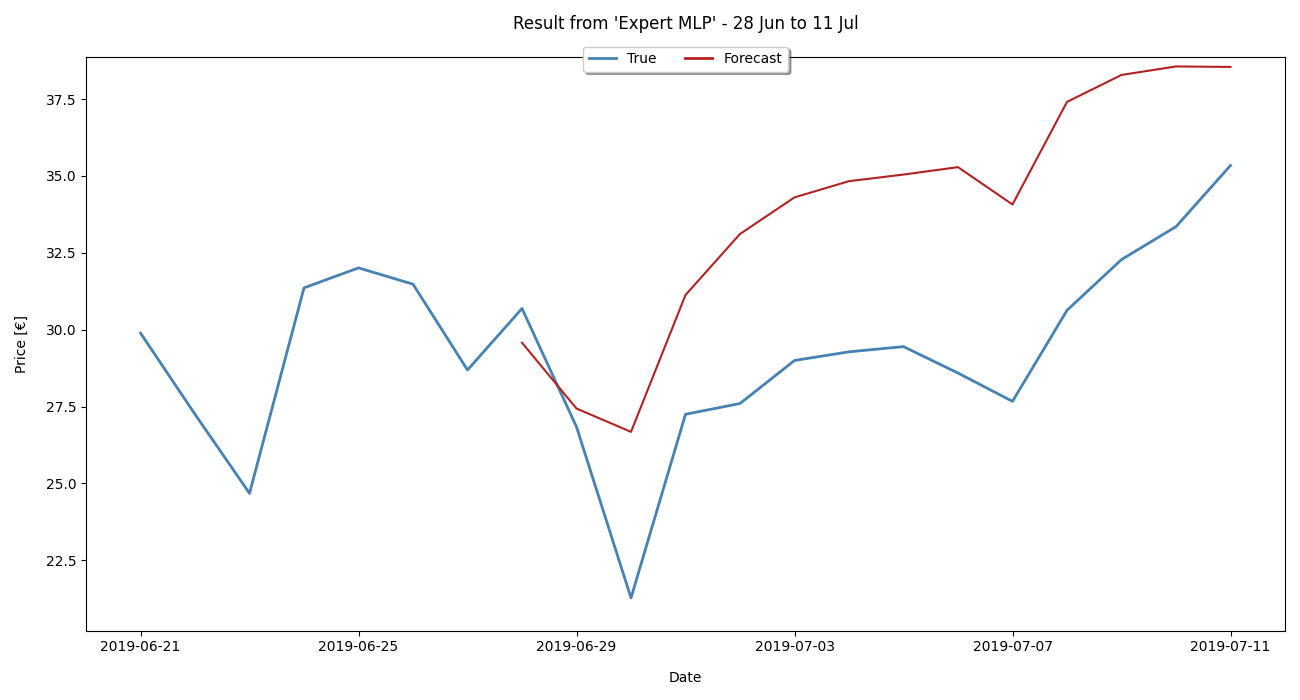 Result from 'Expert MLP' - 28 Jun to 11 Jul
True Forecast
37.5
35.0
32.5
30.0
27.5
25.0
22.5
Price [€]
2019-06-21 2019-06-25 2019-06-29 2019-07-03 2019-07-07 2019-07-11
Date